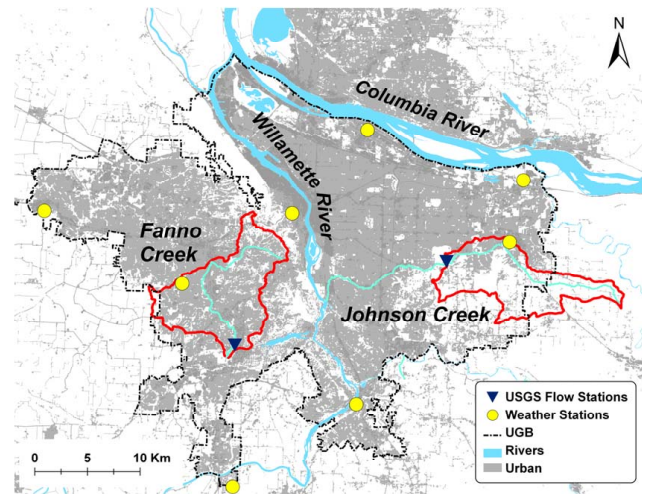 N
Columbia River
Willamette
River
Fanno
Creek
Johnson Creek
USGS Flow Stations
Weather Stations
UGB
Rivers
Urban
0 5 10 Km